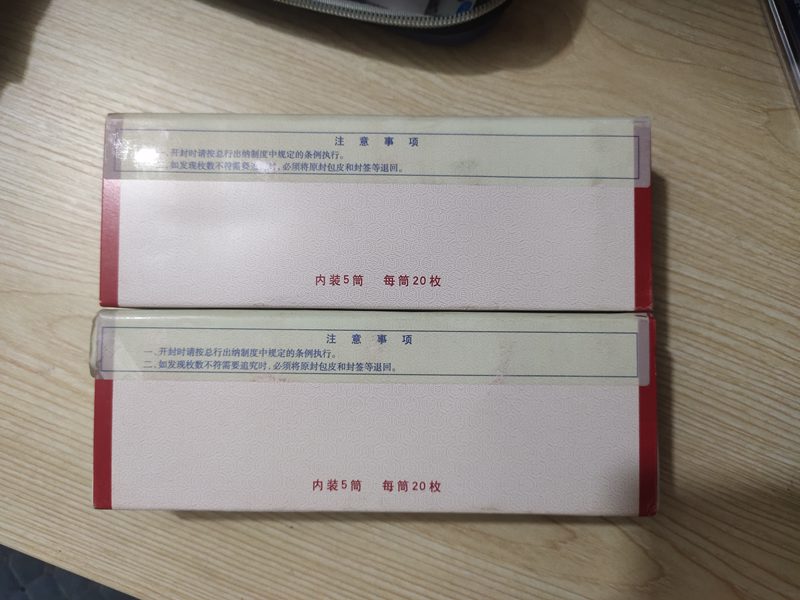 注意事项
一、开封时请按总行出纳制度中规定的条例执行。
如发现枚数不符需要追究时，必须将原封包皮和封签等退回。
内装5筒 每筒20枚
注意事项
一、开封时请按总行出纳制度中规定的条例执行。
二、如发现枚数不符需要追究时，必须将原封包皮和封签等退回。
内装5筒 每筒20枚